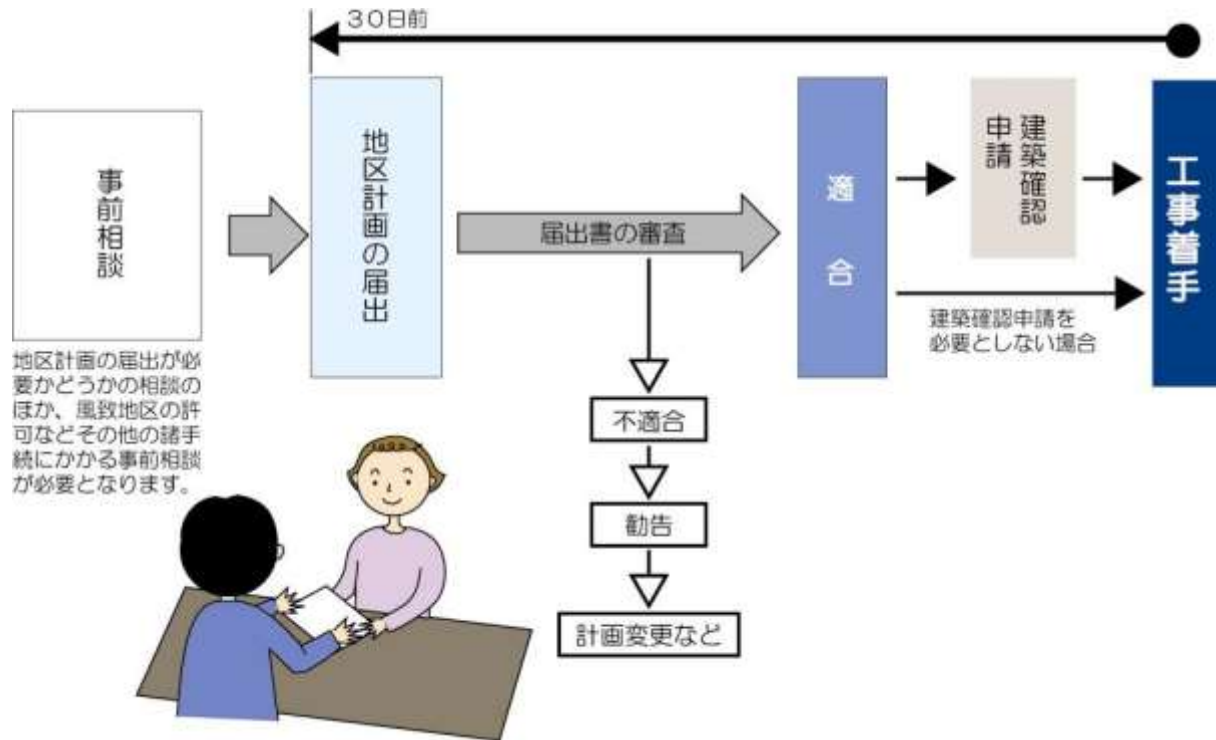 30日前
事前相談
地区計画の届出が必
要かどうかの相談の
ほか、風致地区の許
可などその他の諸手
続にかかる事前相談
が必要となります。
地区計画の届出
届出書の審査
不適合
勧告
計画変更など
適合
建築確認
申請
建築確認申請を
必要としない場合
工事着手